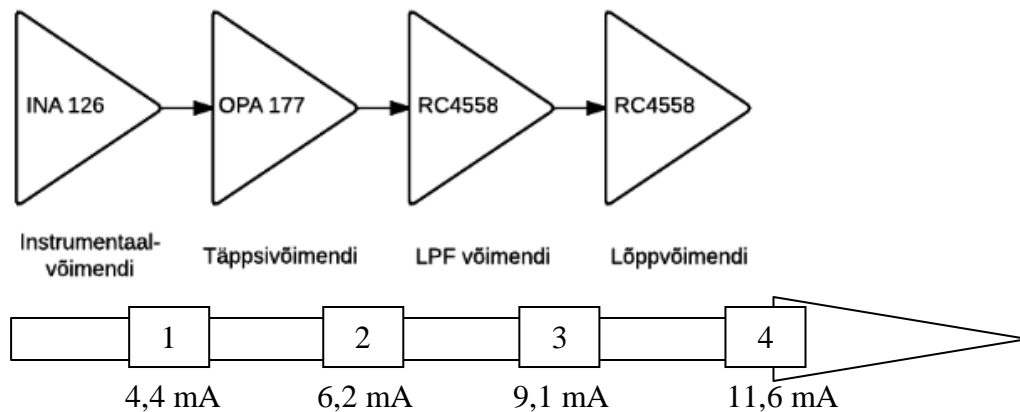 INA 126 OPA 177 RC4558 RC4558
Instrumentaal-
võimendi
Täppsivõimendi
LPF võimendi
Lõppvõimendi
1 2 3 4
4,4 mA 6,2 mA 9,1 mA 11,6 mA